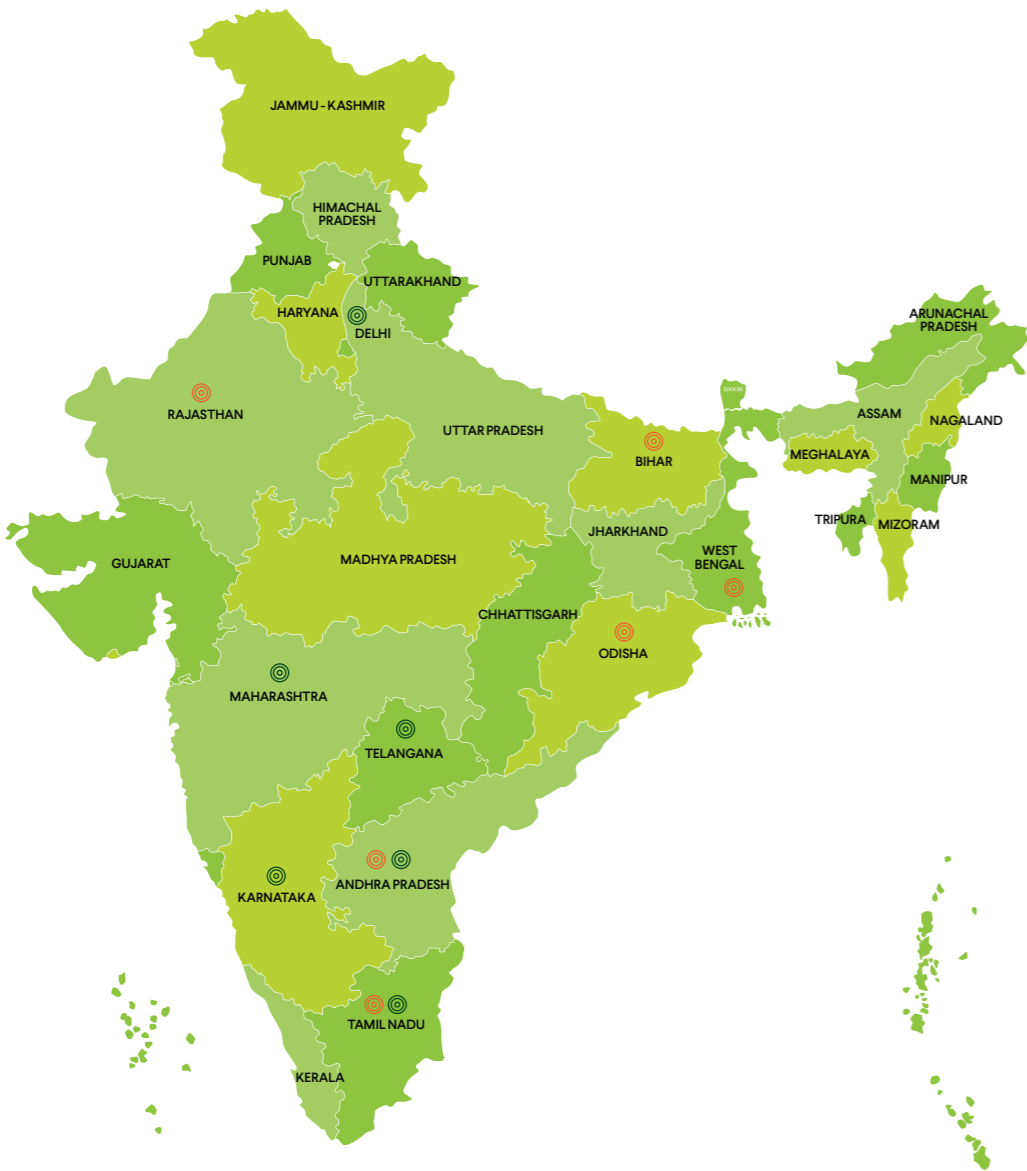 JAMMU - KASHMIR
HIMACHAL
PRADESH
PUNJAB
UTTARAKHAND
HARYANA
DELHI
ARUNACHAL
PRADESH
SIKKIM
RAJASTHAN
UTTAR PRADESH
ASSAM
NAGALAND
BIHAR
MEGHALAYA
MANIPUR
TRIPURA
MIZORAM
JHARKHAND
WEST
BENGAL
GUJARAT
MADHYA PRADESH
CHHATTISGARH
ODISHA
MAHARASHTRA
TELANGANA
ANDHRA PRADESH
KARNATAKA
TAMIL NADU
KERALA